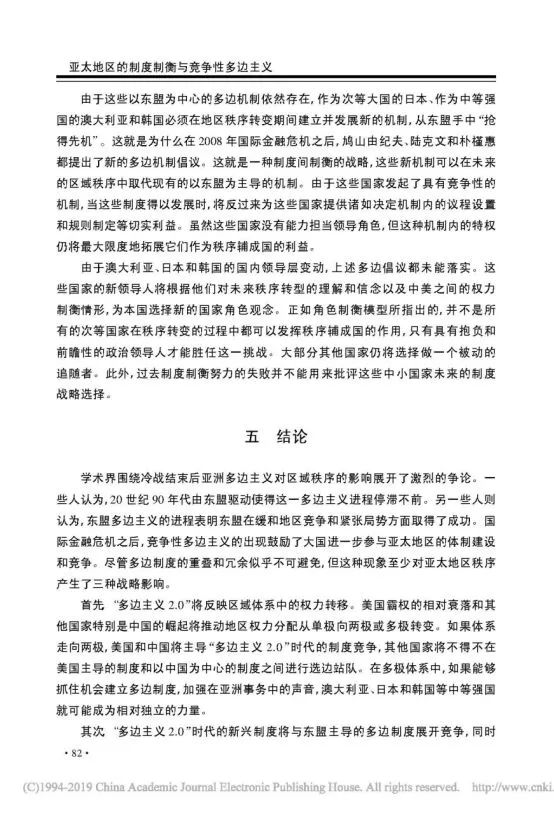 亚太地区的制度制衡与竞争性多边主义
由于这些以东盟为中心的多边机制依然存在,作为次等大国的日本、作为中等强
国的澳大利亚和韩国必须在地区秩序转变期间建立并发展新的机制,从东盟手中“抢
得先机”。这就是为什么在 2008 年国际金融危机之后,鸠山由纪夫、陆克文和朴槿惠
都提出了新的多边机制倡议。这就是一种制度间制衡的战略,这些新机制可以在未来
的区域秩序中取代现有的以东盟为主导的机制。由于这些国家发起了具有竞争性的
机制,当这些制度得以发展时,将反过来为这些国家提供诸如决定机制内的议程设置
和规则制定等切实利益。虽然这些国家没有能力担当领导角色,但这种机制内的特权
仍将最大限度地拓展它们作为秩序辅成国的利益。
由于澳大利亚、日本和韩国的国内领导层变动,上述多边倡议都未能落实。这
些国家的新领导人将根据他们对未来秩序转型的理解和信念以及中美之间的权力
制衡情形,为本国选择新的国家角色观念。正如角色制衡模型所指出的,并不是所
有的次等国家在秩序转变的过程中都可以发挥秩序辅成国的作用,只有具有抱负和
前瞻性的政治领导人才能胜任这一挑战。大部分其他国家仍将选择做一个被动的
追随者。此外,过去制度制衡努力的失败并不能用来批评这些中小国家未来的制度
战略选择。
五 结论
学术界围绕冷战结束后亚洲多边主义对区域秩序的影响展开了激烈的争论。一
些人认为,20 世纪 90 年代由东盟驱动使得这一多边主义进程停滞不前。另一些人则
认为,东盟多边主义的进程表明东盟在缓和地区竞争和紧张局势方面取得了成功。国
际金融危机之后,竞争性多边主义的出现鼓励了大国进一步参与亚太地区的体制建设
和竞争。尽管多边制度的重叠和冗余似乎不可避免,但这种现象至少对亚太地区秩序
产生了三种战略影响。
首先,“多边主义 2.0”将反映区域体系中的权力转移。美国霸权的相对衰落和其
他国家特别是中国的崛起将推动地区权力分配从单极向两极或多极转变。如果体系
走向两极,美国和中国将主导“多边主义 2.0”时代的制度竞争,其他国家将不得不在
美国主导的制度和以中国为中心的制度之间进行选边站队。在多极体系中,如果能够
抓住机会建立多边制度,加强在亚洲事务中的声音,澳大利亚、日本和韩国等中等强国
就可能成为相对独立的力量。
其次,“多边主义 2.0”时代的新兴制度将与东盟主导的多边制度展开竞争,同时
· 82 ·
(C)1994-2019 China Academic Journal Electronic Publishing House. All rights reserved. http://www.cnki.